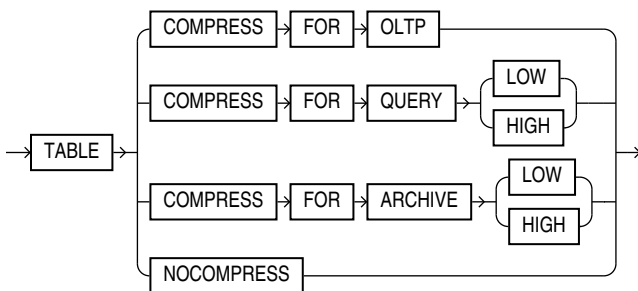 COMPRESS FOR OLTP
LOW
COMPRESS FOR QUERY
HIGH
TABLE
LOW
COMPRESS FOR ARCHIVE
HIGH
NOCOMPRESS